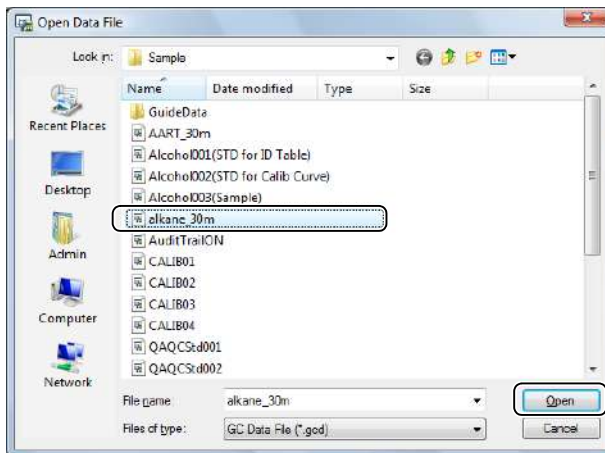 Open Data File
Look in: Sample
Name Date modified Type Size
Recent Places
Desktop
Admin
Computer
Network
GuideData
AART_30m
Alcohol001(STD for ID Table)
Alcohol002(STD for Calib Curve)
Alcohol003(Sample)
alkane_30m
AuditTrailON
CALIB01
CALIB02
CALIB03
CALIB04
QAQCStd001
QAQCStd002
File name: alkane_30m Open
Files of type: GC Data File (*.gcd) Cancel